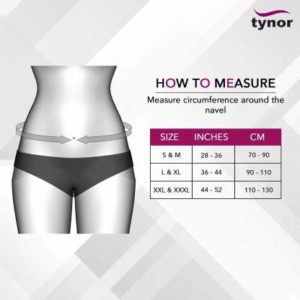 tynor
HOW TO MEASURE
Measure circumference around the
navel
SIZE INCHES CM
S & M 28 - 36 70 - 90
L & XL 36 - 44 90 - 110
XXL & XXXL 44 - 52 110 - 130